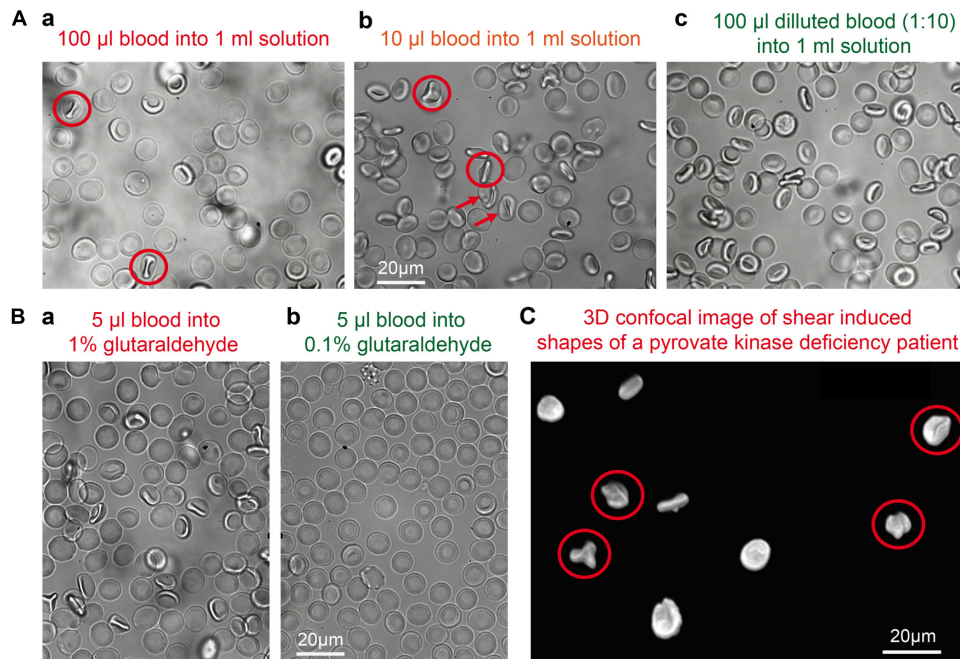 A a
100 µl blood into 1 ml solution
b
10 µl blood into 1 ml solution
c
100 µl dilluted blood (1:10)
into 1 ml solution
20µm
B a
5 µl blood into
1% glutaraldehyde
b
5 µl blood into
0.1% glutaraldehyde
20µm
C
3D confocal image of shear induced
shapes of a pyrovate kinase deficiency patient
20µm